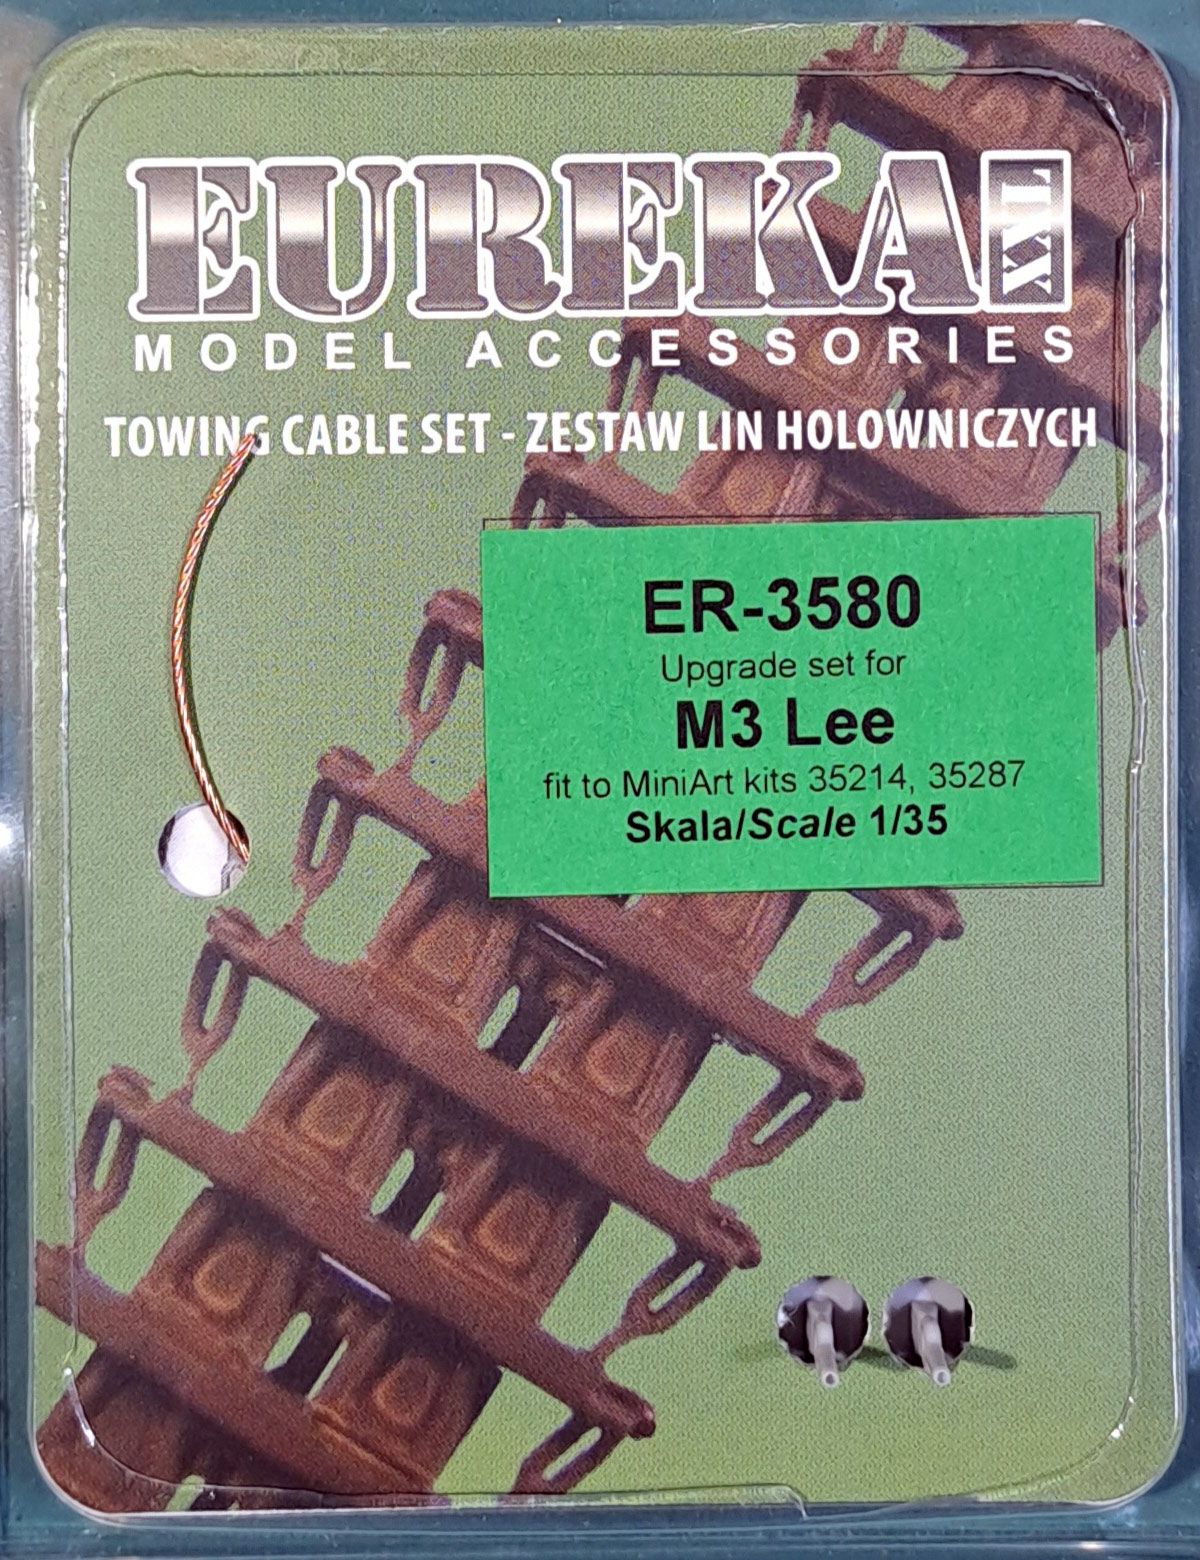 EUREKA XXL
MODEL ACCESSORIES
TOWING CABLE SET - ZESTAW LIN HOLOWNICZYCH
ER-3580
Upgrade set for
M3 Lee
fit to MiniArt kits 35214, 35287
Skala/Scale 1/35